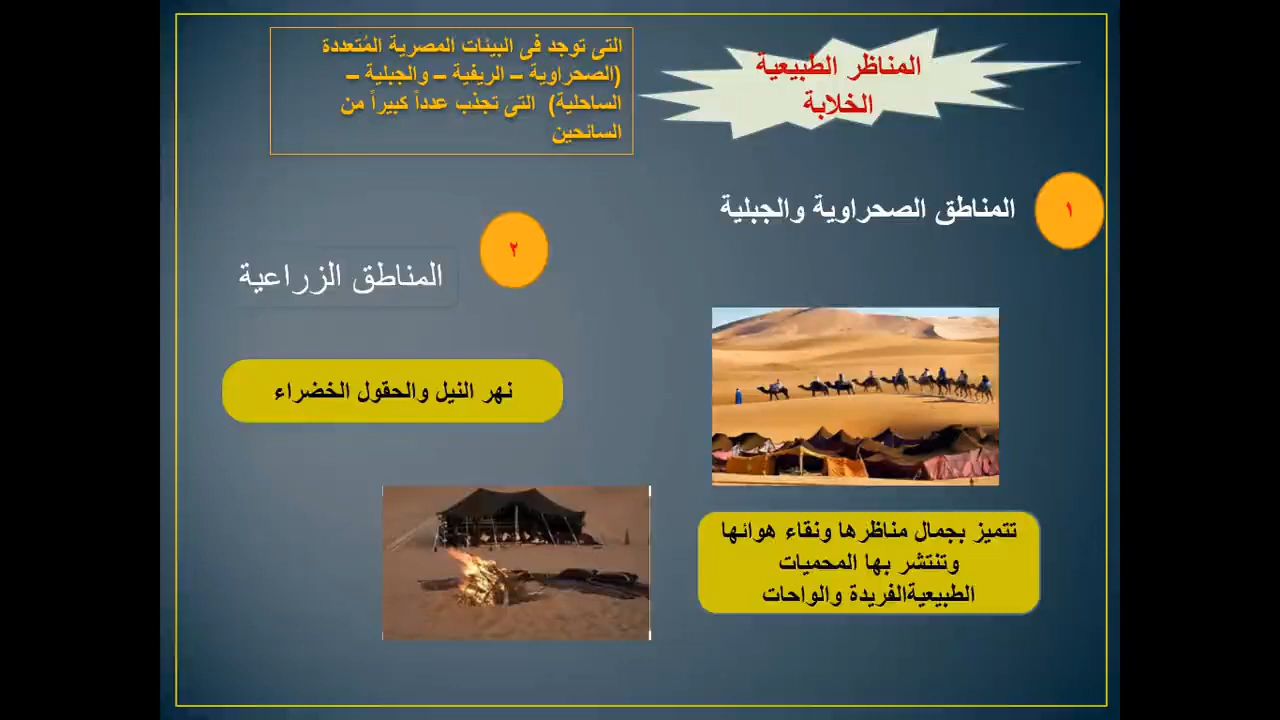 المناظر الطبيعية
الخلابة
التى توجد فى البيئات المصرية المُتعددة
(الصحراوية – الريفية – والجبلية –
الساحلية) التى تجذب عدداً كبيراً من
السائحين
١
المناطق الصحراوية والجبلية
تتميز بجمال مناظرها ونقاء هوائها
وتنتشر بها المحميات
الطبيعيةالفريدة والواحات
٢
المناطق الزراعية
نهر النيل والحقول الخضراء